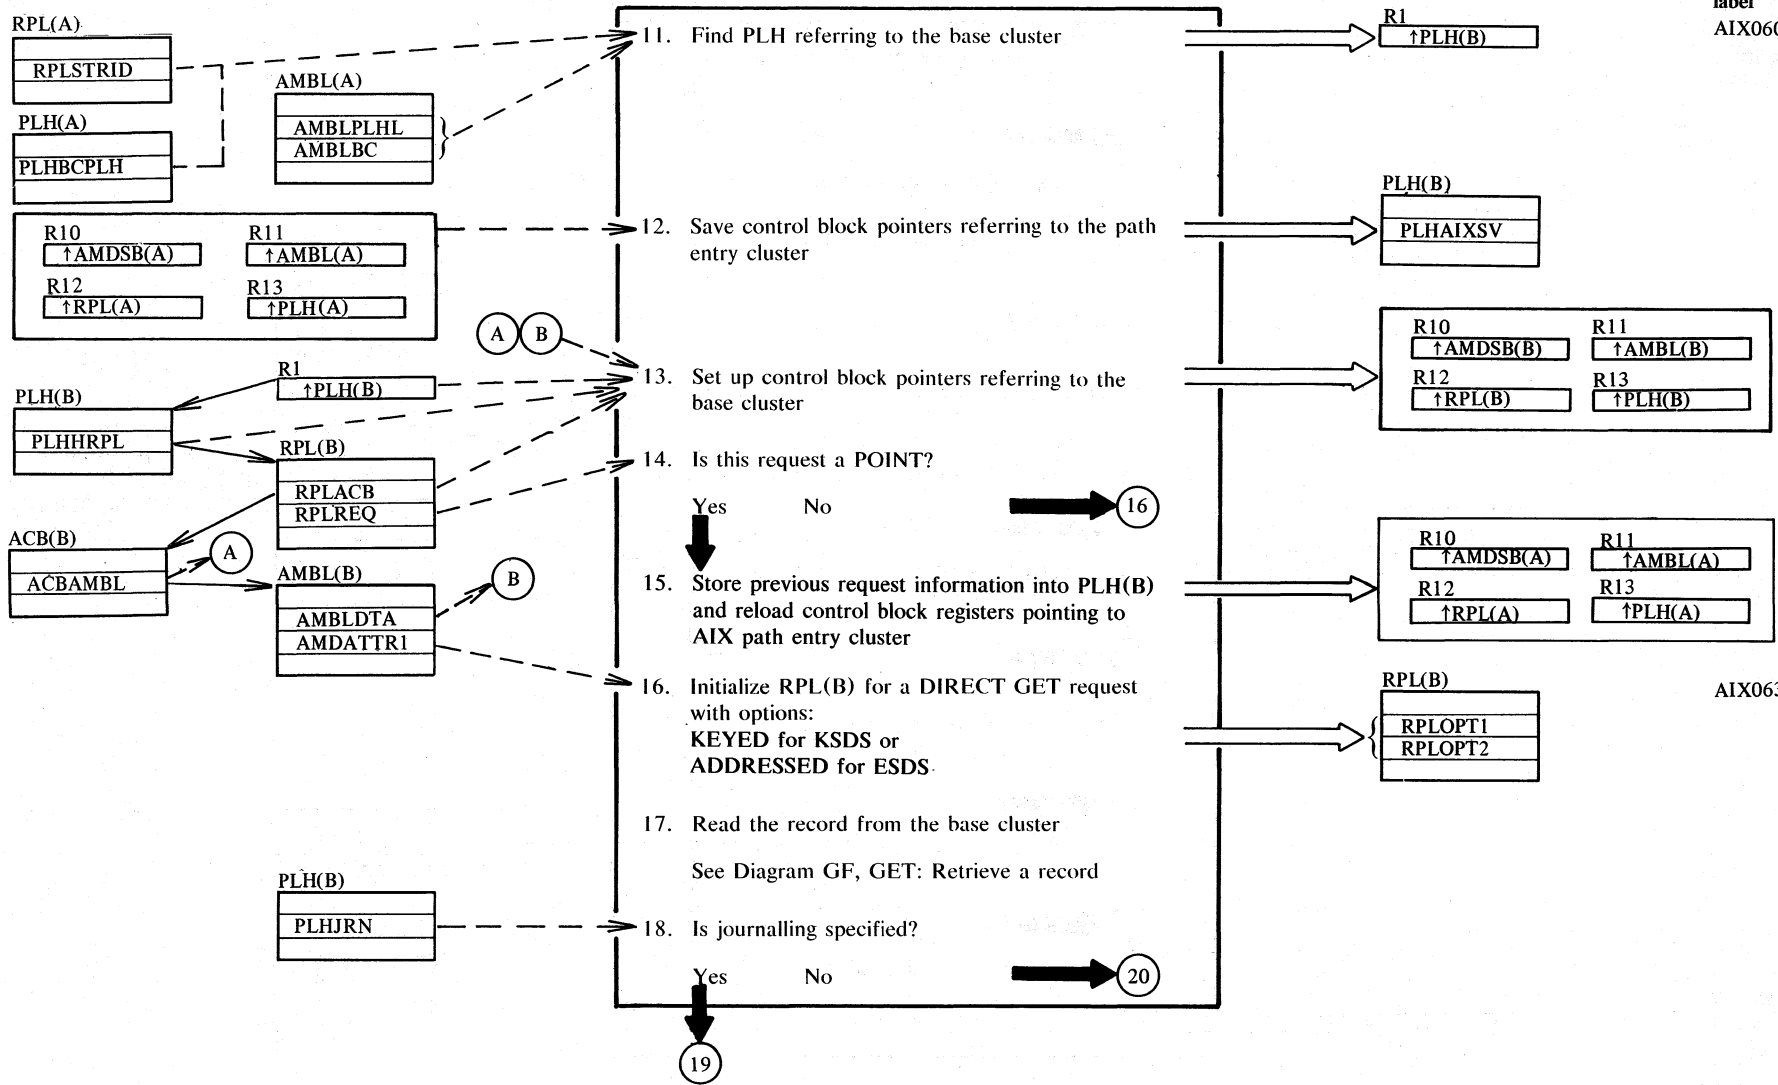 label
RPL(A)
RPLSTRID
PLH(A)
PLHBCPLH
AMBL(A)
AMBLPLHL
AMBLBC
11. Find PLH referring to the base cluster
R1
↑PLH(B)
AIX060
R10
↑AMDSB(A)
R11
↑AMBL(A)
R12
↑RPL(A)
R13
↑PLH(A)
12. Save control block pointers referring to the path
entry cluster
PLH(B)
PLHAIXSV
A
B
R1
↑PLH(B)
PLH(B)
PLHHRPL
13. Set up control block pointers referring to the
base cluster
R10
↑AMDSB(B)
R11
↑AMBL(B)
R12
↑RPL(B)
R13
↑PLH(B)
RPL(B)
RPLACB
RPLREQ
14. Is this request a POINT?
Yes No
16
ACB(B)
ACBAMBL
A
AMBL(B)
AMBLDTA
AMDATTR1
B
15. Store previous request information into PLH(B)
and reload control block registers pointing to
AIX path entry cluster
R10
↑AMDSB(A)
R11
↑AMBL(A)
R12
↑RPL(A)
R13
↑PLH(A)
16. Initialize RPL(B) for a DIRECT GET request
with options:
KEYED for KSDS or
ADDRESSED for ESDS
RPL(B)
RPLOPT1
RPLOPT2
AIX063
17. Read the record from the base cluster
See Diagram GF, GET: Retrieve a record
PLH(B)
PLHJRN
18. Is journalling specified?
Yes No
20
19